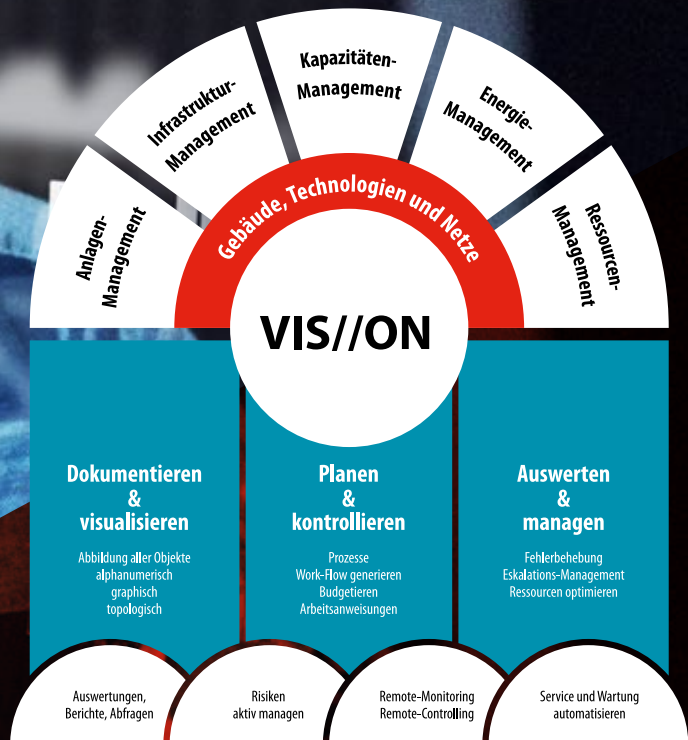 Anlagen-
Management
Infrastruktur-
Management
Kapazitäten-
Management
Energie-
Management
Ressourcen-
Management
Gebäude, Technologien und Netze
VIS//ON
Dokumentieren
&
visualisieren
Abbildung aller Objekte
alphanumerisch
graphisch
topologisch
Planen
&
kontrollieren
Prozesse
Work-Flow generieren
Budgetieren
Arbeitsanweisungen
Auswerten
&
managen
Fehlerbehebung
Eskalations-Management
Ressourcen optimieren
Auswertungen,
Berichte, Abfragen
Risiken
aktiv managen
Remote-Monitoring
Remote-Controlling
Service und Wartung
automatisieren